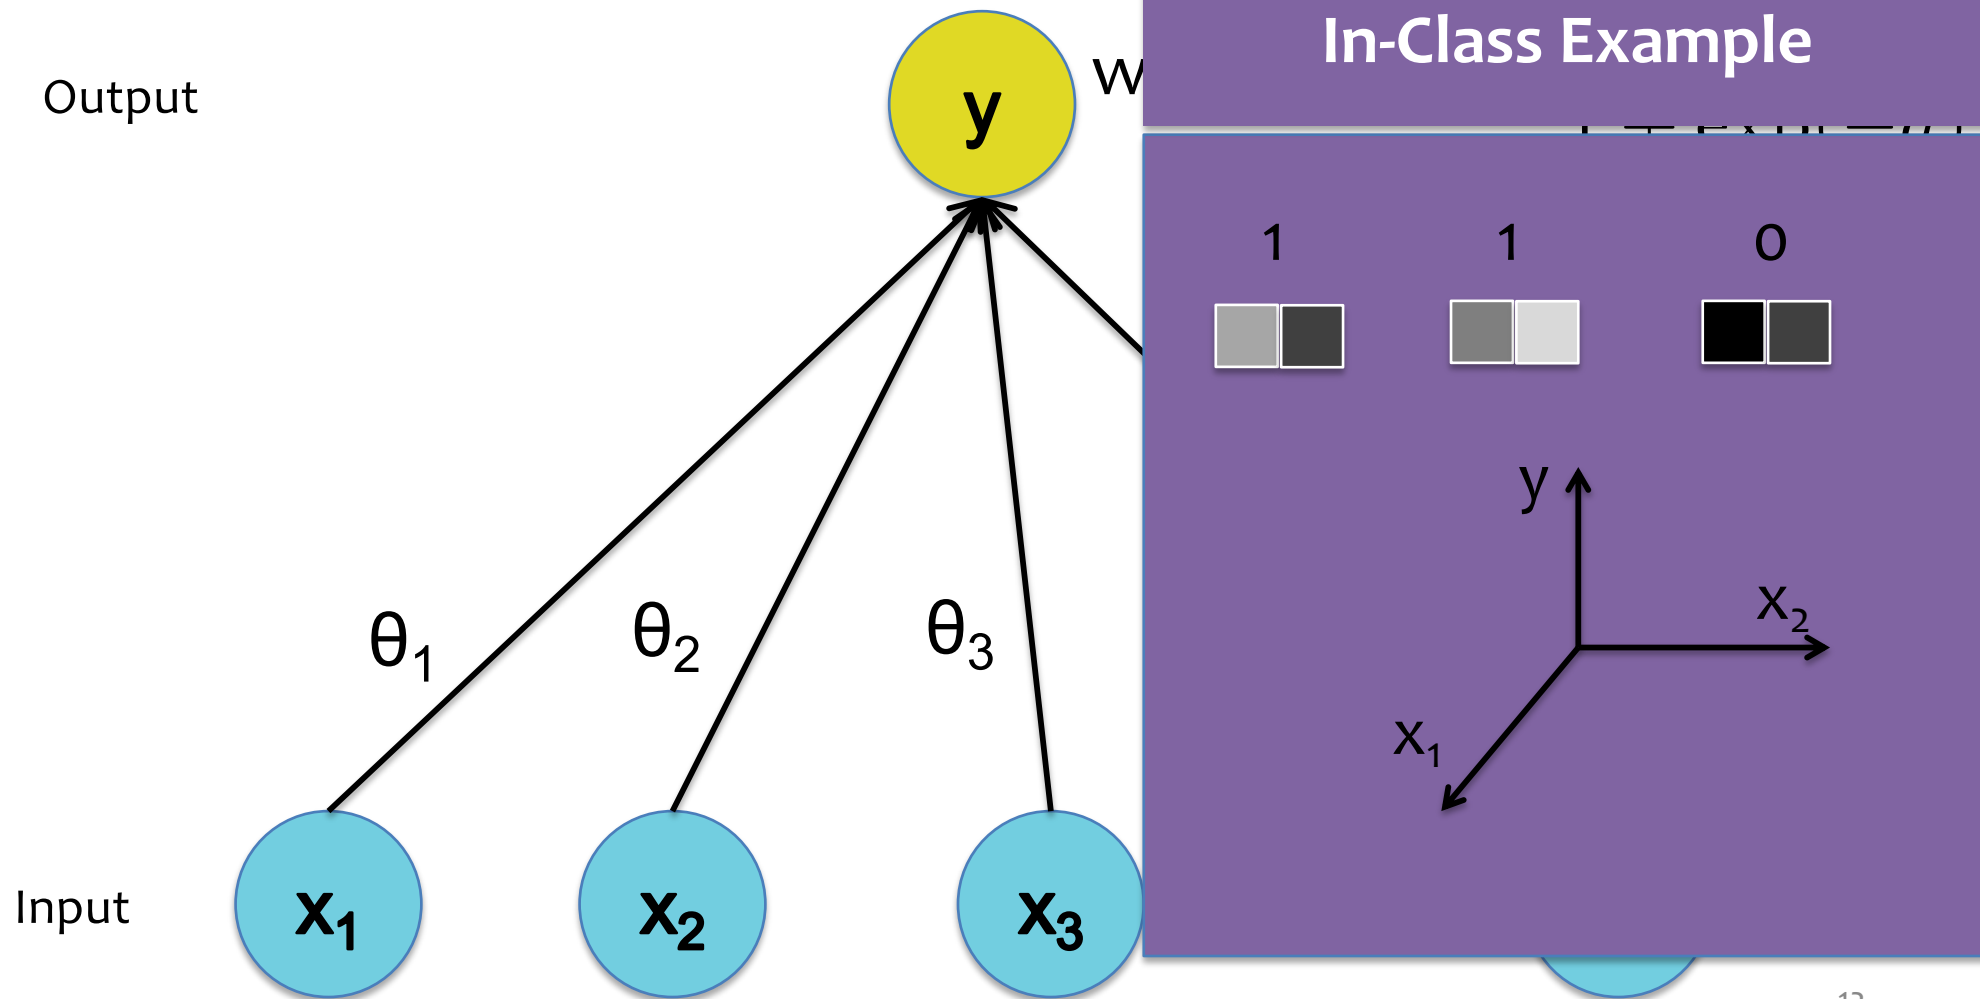 In-Class Example
Output
y
w
1 1 0
y
x₂
x₁
θ₁ θ₂ θ₃
Input
x₁ x₂ x₃